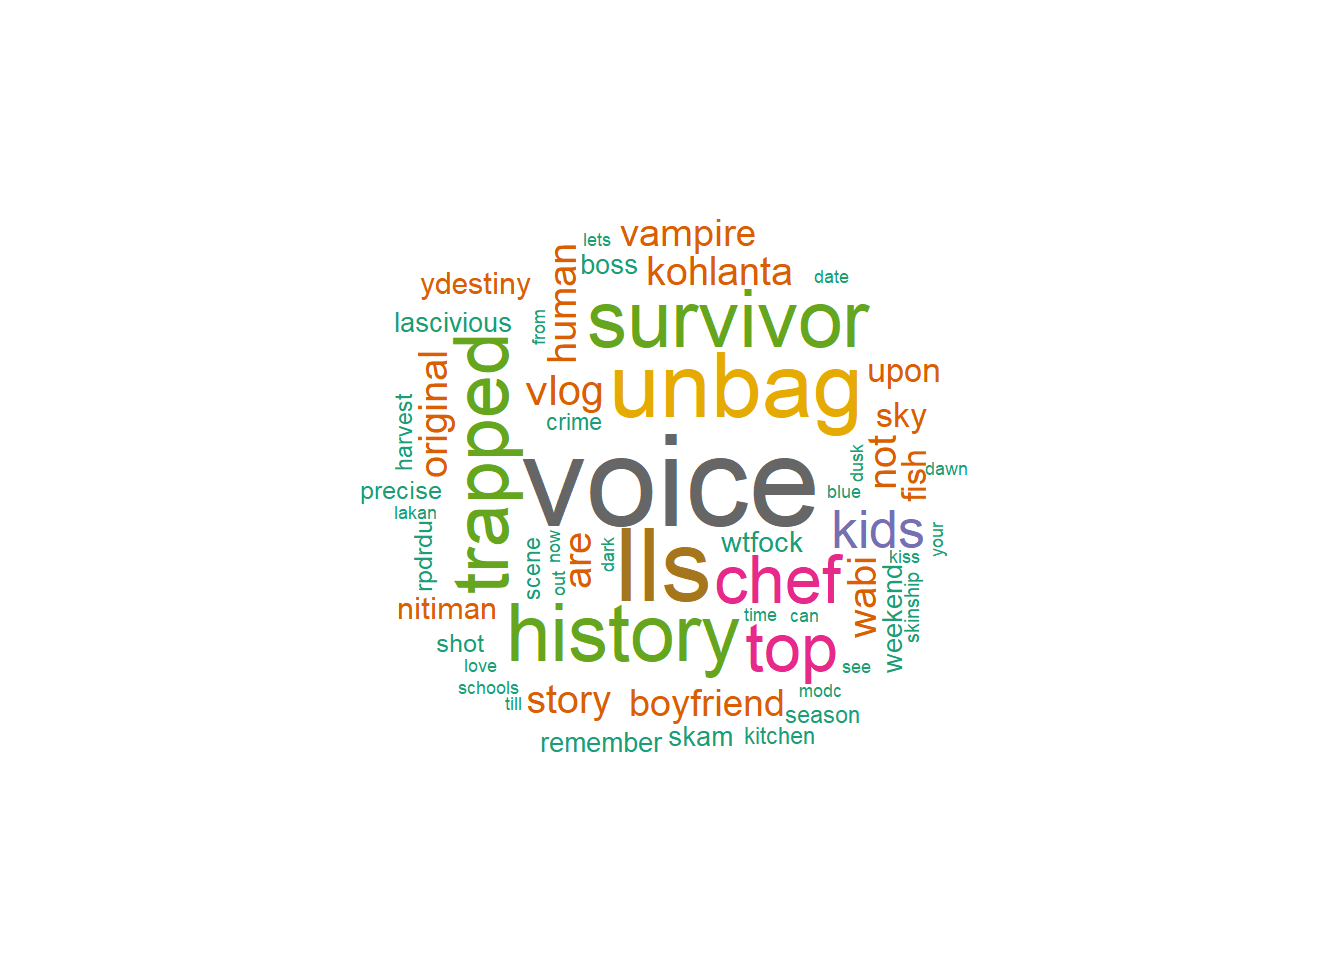 lets
vampire
human
boss
kohlanta
date
ydestiny
lascivious
from
survivor
trapped
original
vlog
unbag
upon
harvest
crime
sky
not
fish
dusk
dawn
precise
voice
blue
lakan
rpdrdu
scene
now
out
are
dark
lls
wtfock
kids
your
chef
wabi
kiss
weekend
skinship
nitiman
history
time
can
top
shot
love
see
schools
till
story
boyfriend
modc
season
remember
skam
kitchen